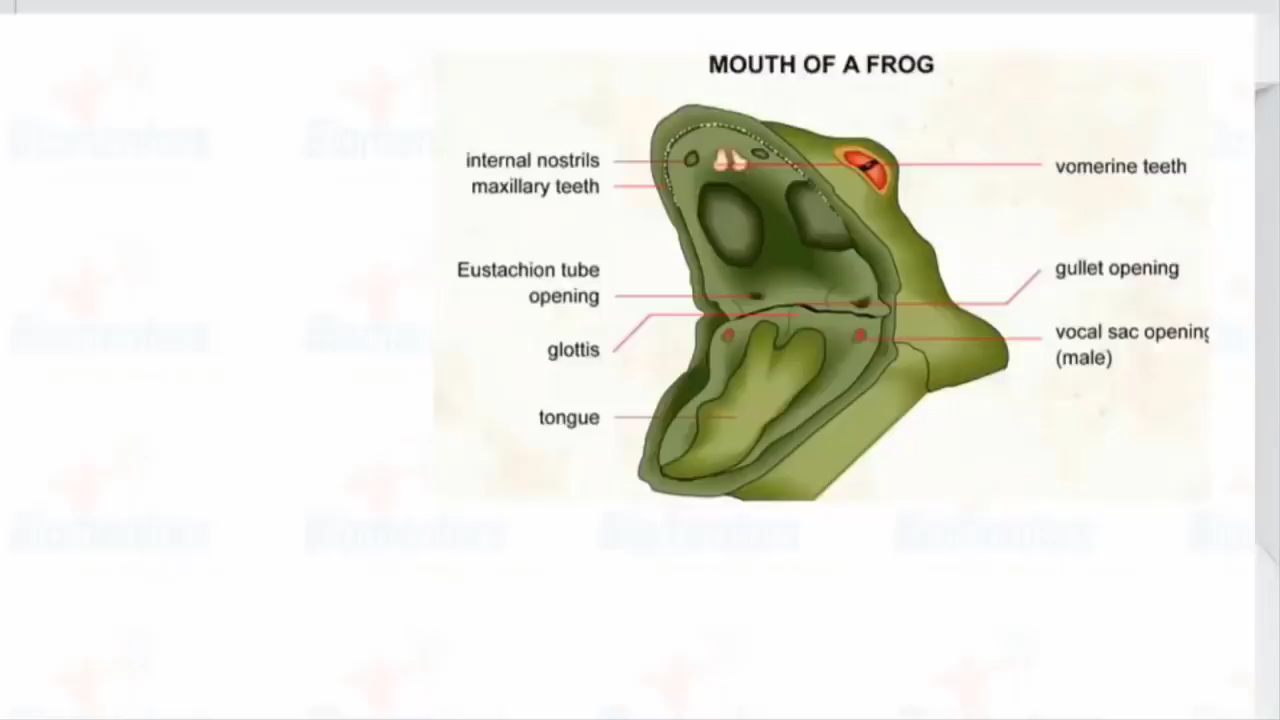 MOUTH OF A FROG
internal nostrils
maxillary teeth
Eustachion tube
opening
glottis
tongue
vomerine teeth
gullet opening
vocal sac opening
(male)